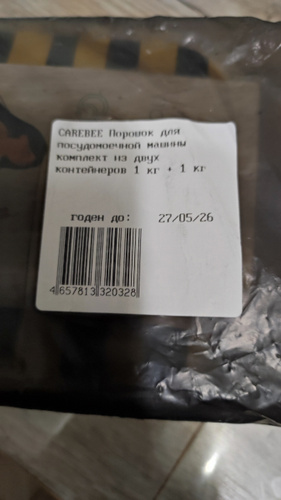 CAREBEE Порошок для
посудомоечной машины
комплект из двух
контейнеров 1 кг + 1 кг
годен до: 27/05/26
4 657813 320328